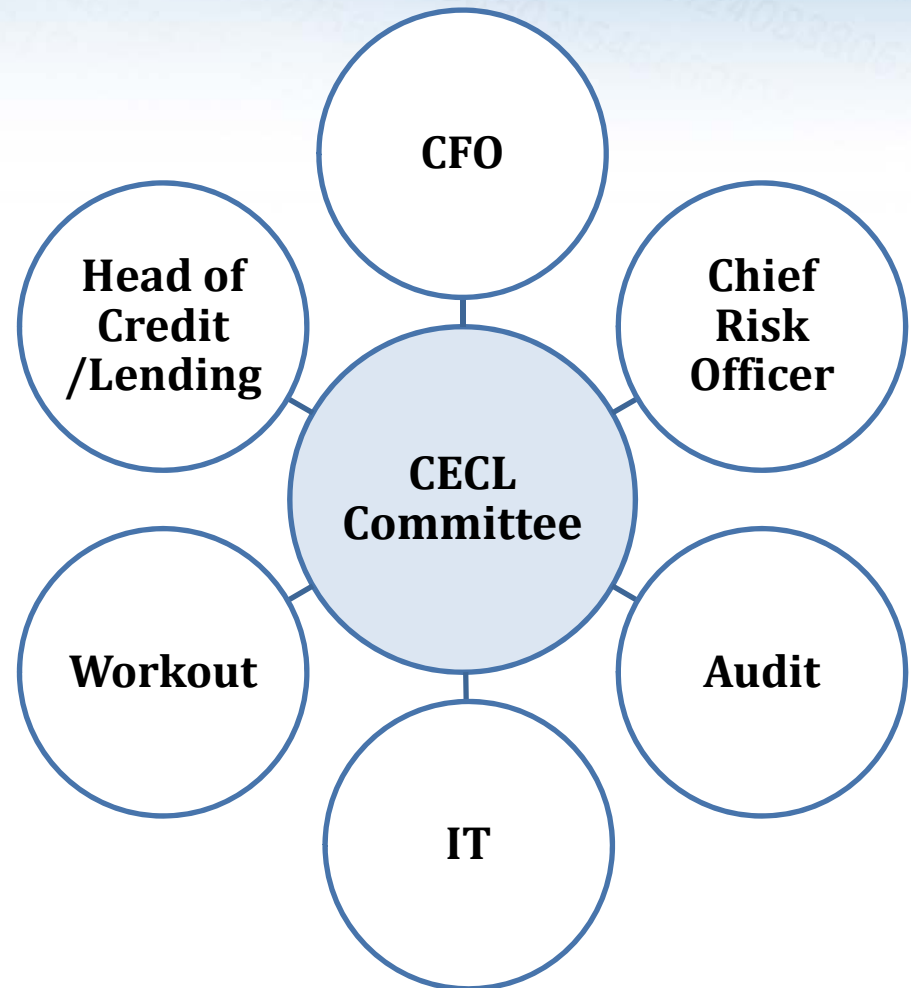 CFO
Head of
Credit
/Lending
Chief
Risk
Officer
CECL
Committee
Workout
Audit
IT